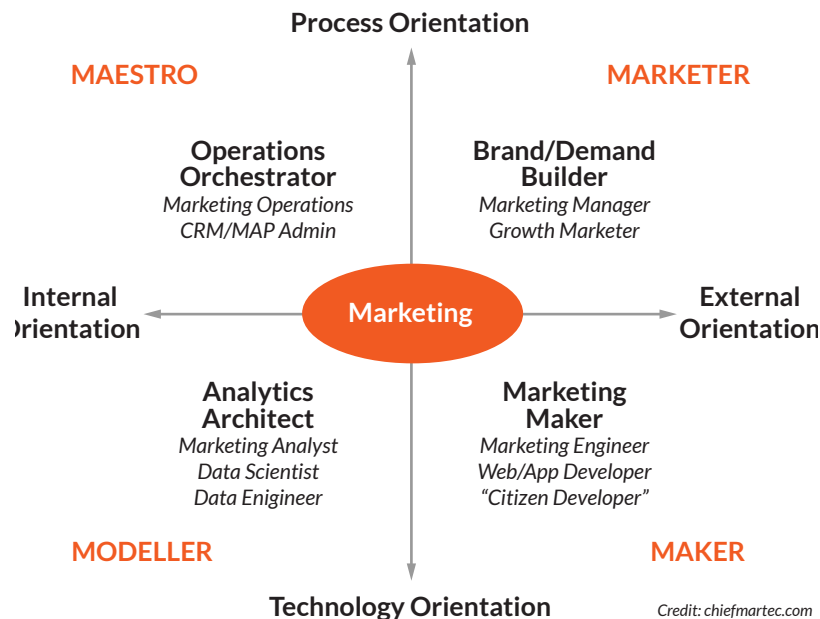 Process Orientation
MAESTRO
MARKETER
Operations
Orchestrator
Marketing Operations
CRM/MAP Admin
Brand/Demand
Builder
Marketing Manager
Growth Marketer
Internal
Orientation
Marketing
External
Orientation
Analytics
Architect
Marketing Analyst
Data Scientist
Data Enigineer
Marketing
Maker
Marketing Engineer
Web/App Developer
“Citizen Developer”
MODELLER
MAKER
Technology Orientation
Credit: chiefmartec.com